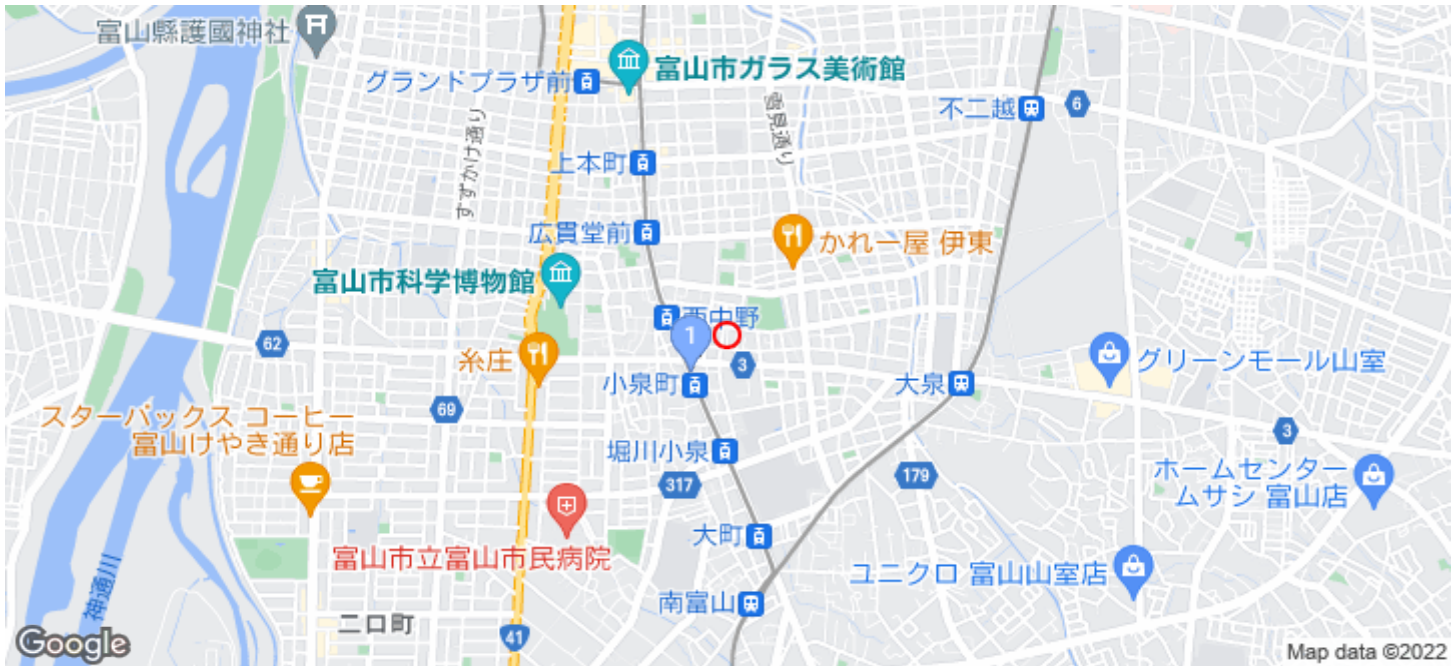 富山縣護國神社
グランドプラザ前
富山市ガラス美術館
不二越
6
すずかけ通り
雪見通り
上本町
広貫堂前
かれー屋 伊東
富山市科学博物館
西中野
1
62
糸庄
3
グリーンモール山室
小泉町
大泉
69
スターバックス コーヒー
富山けやき通り店
3
堀川小泉
317
179
ホームセンター
ムサシ 富山店
大町
富山市立富山市民病院
ユニクロ 富山山室店
神通川
南富山
二口町
41
Google
Map data ©2022